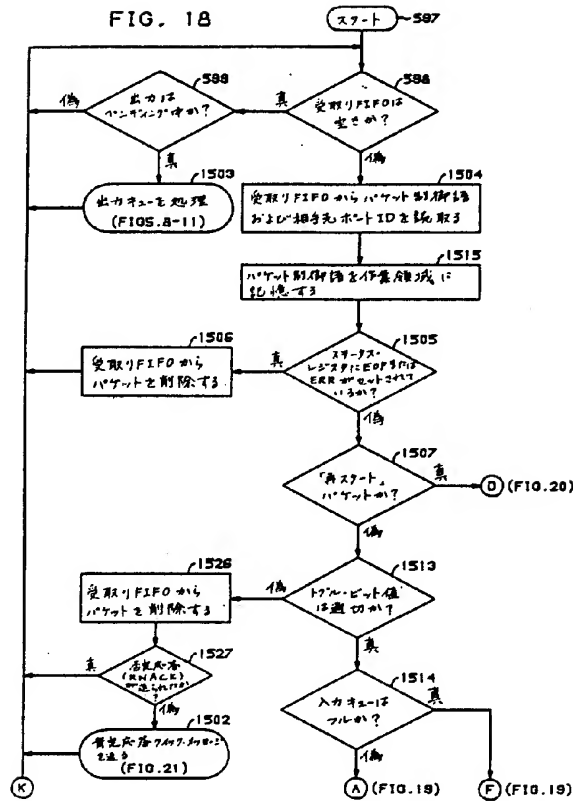 FIG. 18
スタート
597
599
598
出力は
ペンディング中か?
受取りFIFOは
空きか?
偽
真
真
偽
1503
出力キューを処理
(FIGS.8-11)
1504
受取りFIFOからパケット制御語
および相手先ポートIDを読取る
1515
パケット制御語を作業領域に
記憶する
1506
受取りFIFOから
パケットを削除する
1505
ステータス・
レジスタにEOPまたは
ERRがセットされて
いるか?
真
偽
1507
「再スタート」
パケットか?
真
D (FIG.20)
偽
1526
受取りFIFOから
パケットを削除する
1513
トグル・ビット値
は適切か?
偽
真
1527
否定応答
(RNACK)
が送られたか
?
真
偽
1514
入力キューは
フルか?
真
偽
1502
否定応答クイック・メッセージ
を送る
(FIG.21)
K
A (FIG.19)
F (FIG.19)